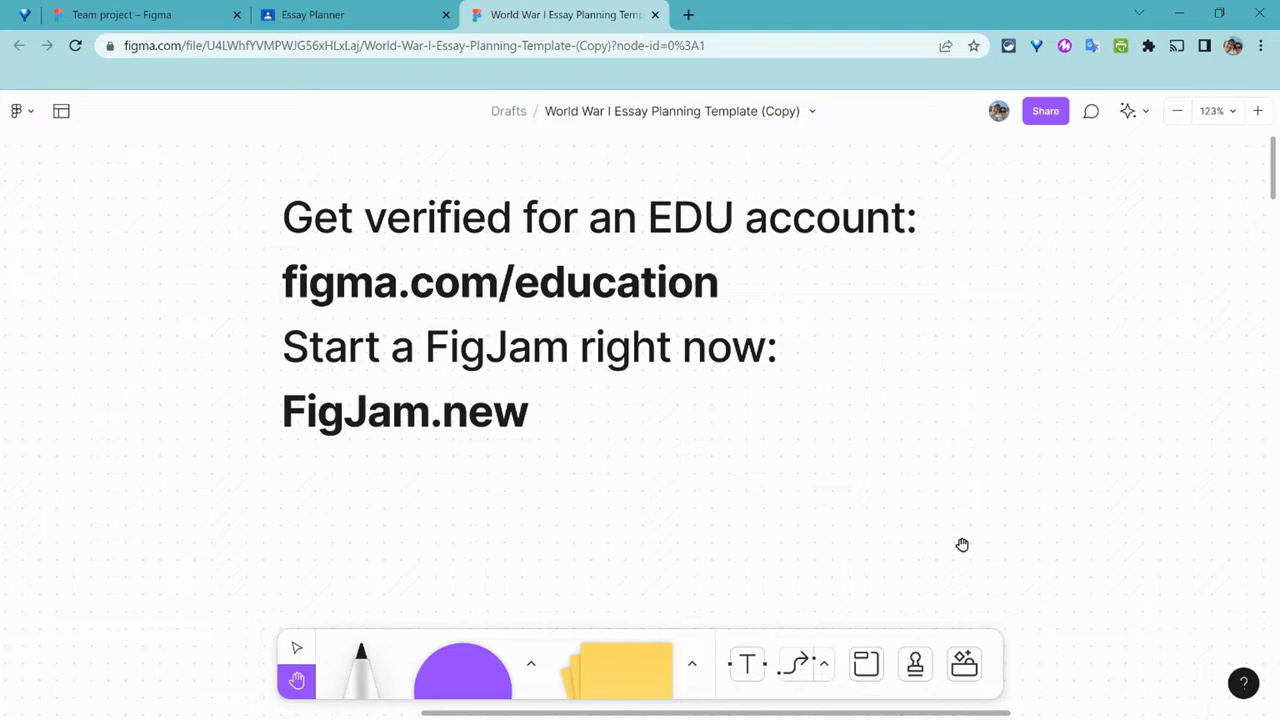 Team project – Figma
Essay Planner
World War I Essay Planning Temp
figma.com/file/U4LWhfYVMPWJG56xHLxLaj/World-War-I-Essay-Planning-Template-(Copy)?node-id=0%3A1
Drafts / World War I Essay Planning Template (Copy)
Share
123%
Get verified for an EDU account:
figma.com/education
Start a FigJam right now:
FigJam.new
T
?